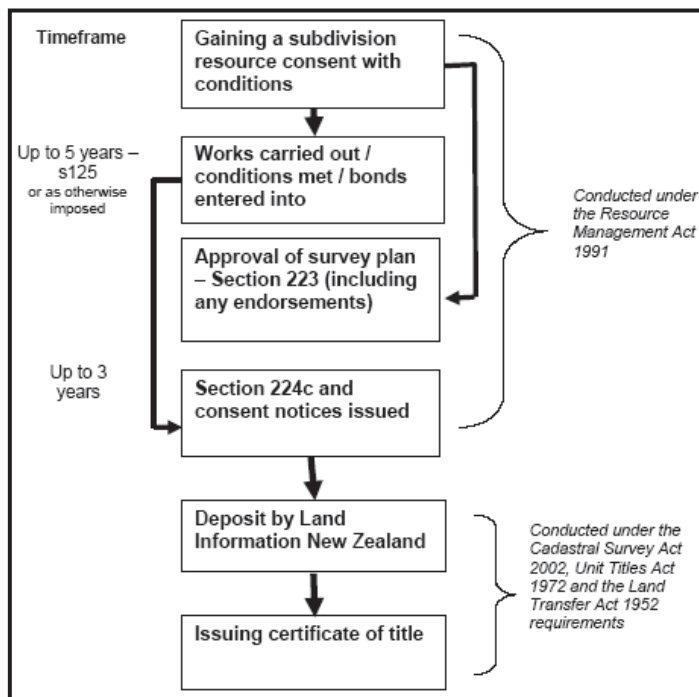 Timeframe
Gaining a subdivision
resource consent with
conditions
Up to 5 years –
s125
or as otherwise
imposed
Works carried out /
conditions met / bonds
entered into
Conducted under
the Resource
Management Act
1991
Approval of survey plan
– Section 223 (including
any endorsements)
Up to 3
years
Section 224c and
consent notices issued
Deposit by Land
Information New Zealand
Conducted under the
Cadastral Survey Act
2002, Unit Titles Act
1972 and the Land
Transfer Act 1952
requirements
Issuing certificate of title